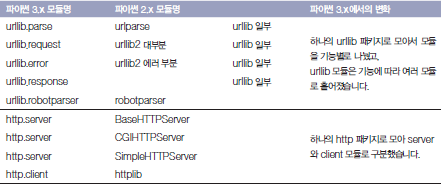 파이썬 3.x 모듈명 파이썬 2.x 모듈명 파이썬 3.x에서의 변화
urllib.parse urlparse urllib 일부
urllib.request urllib2 대부분 urllib 일부
urllib.error urllib2 에러 부분 urllib 일부
urllib.response urllib 일부
urllib.robotparser robotparser
하나의 urllib 패키지로 모아서 모듈
을 기능별로 나눴고,
urllib 모듈은 기능에 따라 여러 모듈
로 흩어졌습니다.
http.server BaseHTTPServer
http.server CGIHTTPServer
http.server SimpleHTTPServer
http.client httplib
하나의 http 패키지로 모아 server
와 client 모듈로 구분했습니다.